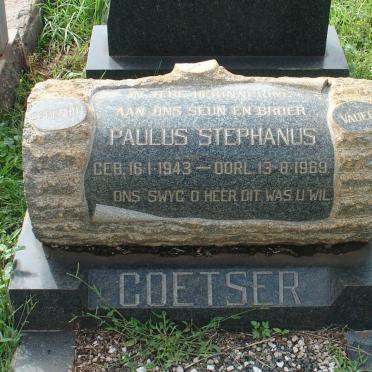 AAN ONS SEUN EN BROER
PAULUS STEPHANUS
GEB. 16·1·1943 — OORL. 13·8·1969
ONS SWYG O HEER DIT WAS U WIL
COETSER